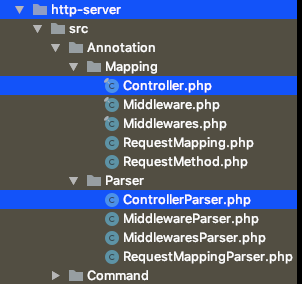 http-server
src
Annotation
Mapping
Controller.php
Middleware.php
Middlewares.php
RequestMapping.php
RequestMethod.php
Parser
ControllerParser.php
MiddlewareParser.php
MiddlewaresParser.php
RequestMappingParser.php
Command